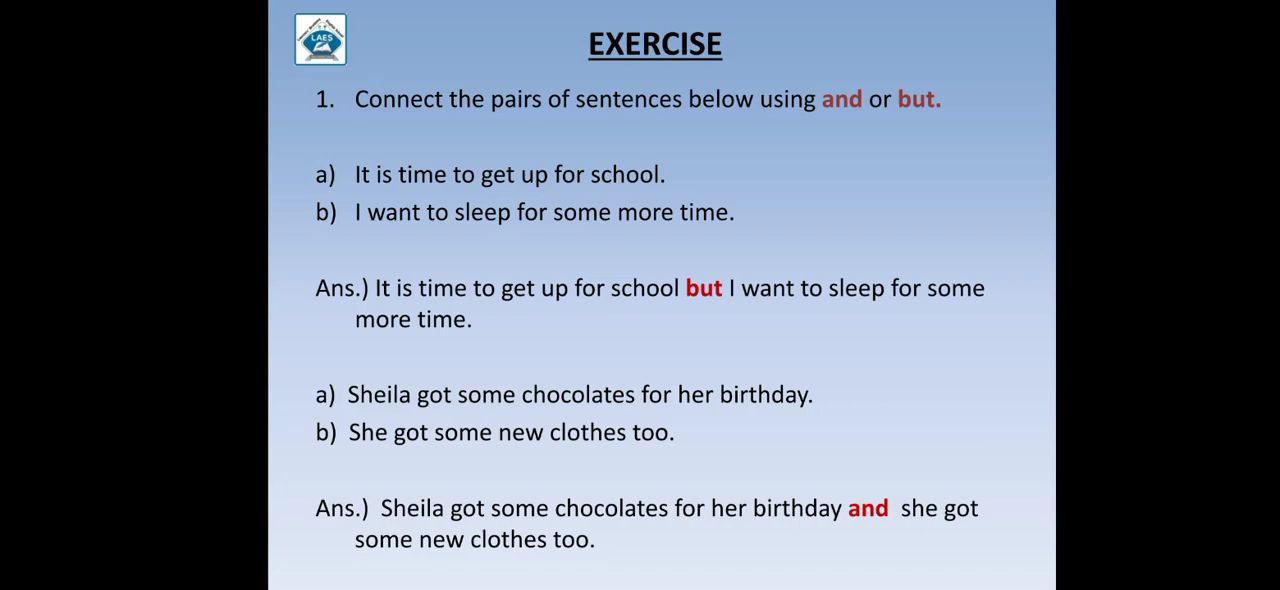 LAES
EXERCISE
1. Connect the pairs of sentences below using and or but.
a) It is time to get up for school.
b) I want to sleep for some more time.
Ans.) It is time to get up for school but I want to sleep for some
more time.
a) Sheila got some chocolates for her birthday.
b) She got some new clothes too.
Ans.) Sheila got some chocolates for her birthday and she got
some new clothes too.